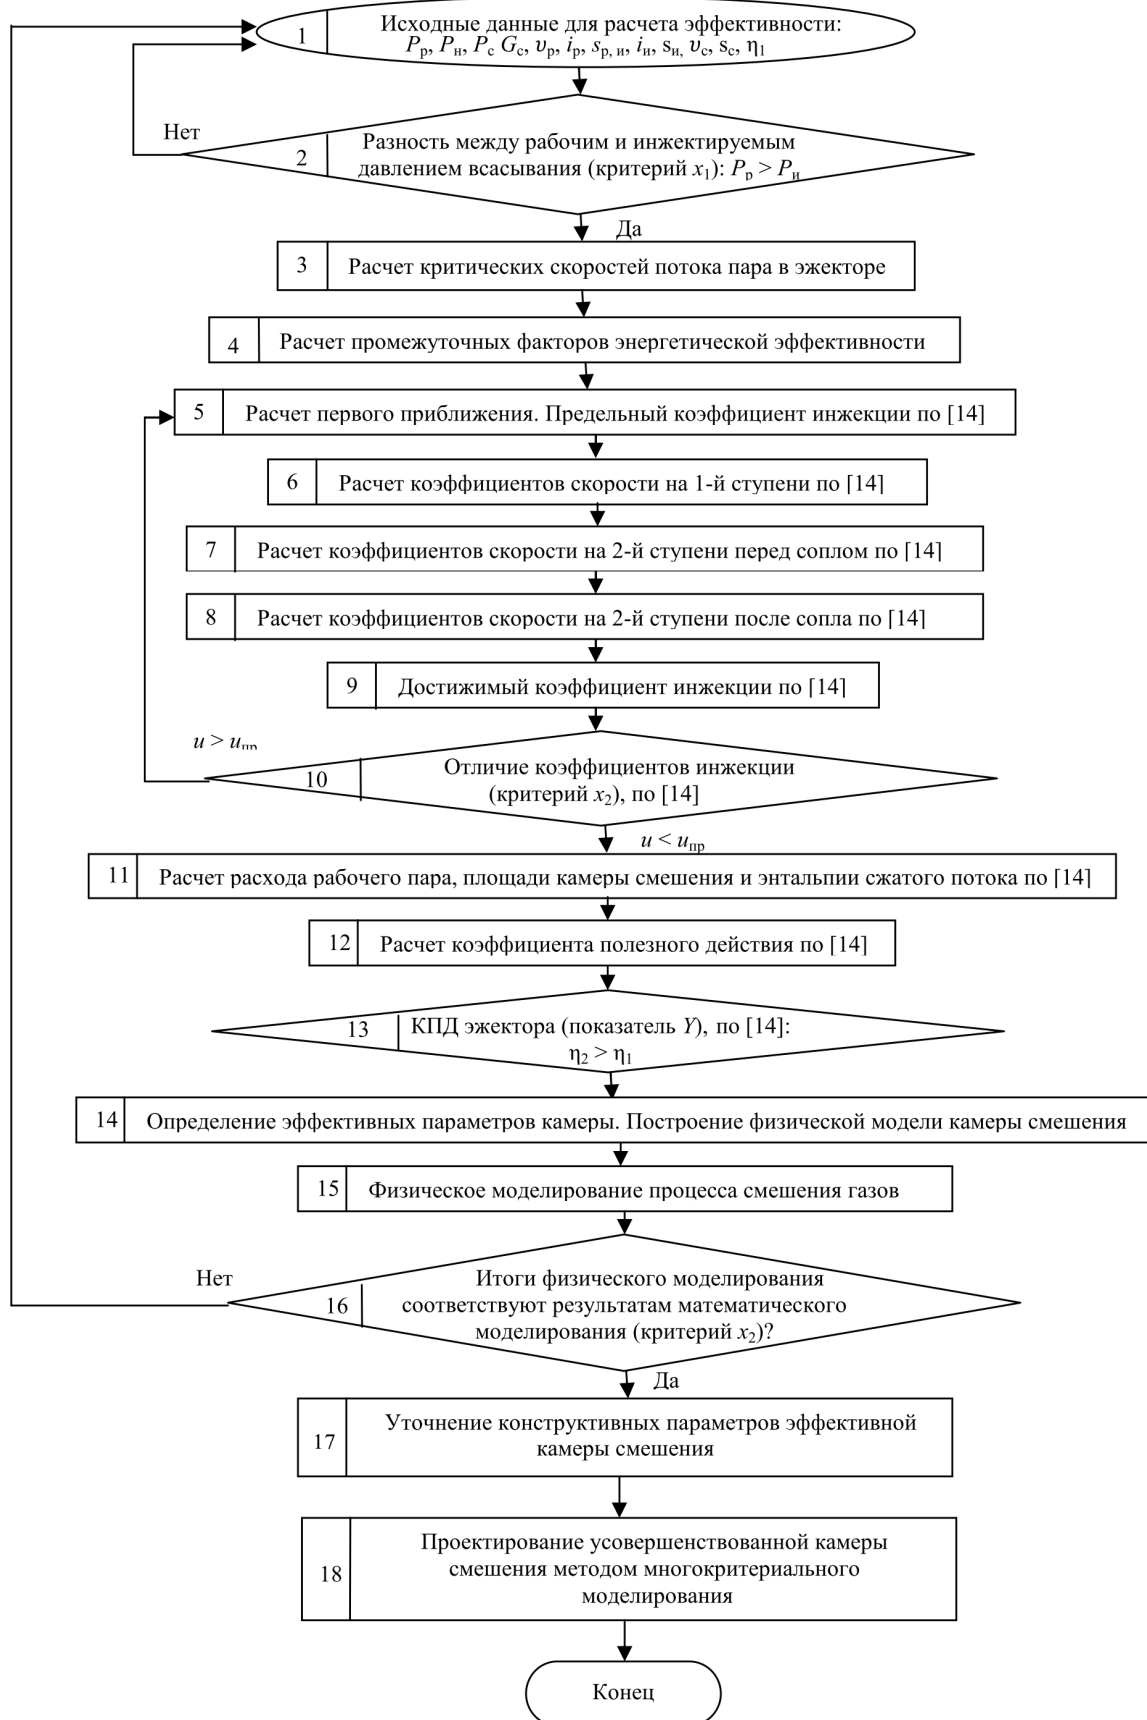 1 Исходные данные для расчета эффективности:
Pр, Pн, Pс Gс, υр, iр, sр, и, iи, sи, υс, sс, η1
Нет
2 Разность между рабочим и инжектируемым
давлением всасывания (критерий x1): Pр > Pи
Да
3 Расчет критических скоростей потока пара в эжекторе
4 Расчет промежуточных факторов энергетической эффективности
5 Расчет первого приближения. Предельный коэффициент инжекции по [14]
6 Расчет коэффициентов скорости на 1-й ступени по [14]
7 Расчет коэффициентов скорости на 2-й ступени перед соплом по [14]
8 Расчет коэффициентов скорости на 2-й ступени после сопла по [14]
9 Достижимый коэффициент инжекции по [14]
u > uпр
10 Отличие коэффициентов инжекции
(критерий x2), по [14]
u < uпр
11 Расчет расхода рабочего пара, площади камеры смешения и энтальпии сжатого потока по [14]
12 Расчет коэффициента полезного действия по [14]
13 КПД эжектора (показатель Y), по [14]:
η2 > η1
14 Определение эффективных параметров камеры. Построение физической модели камеры смешения
15 Физическое моделирование процесса смешения газов
Нет
16 Итоги физического моделирования
соответствуют результатам математического
моделирования (критерий x2)?
Да
17 Уточнение конструктивных параметров эффективной
камеры смешения
18 Проектирование усовершенствованной камеры
смешения методом многокритериального
моделирования
Конец